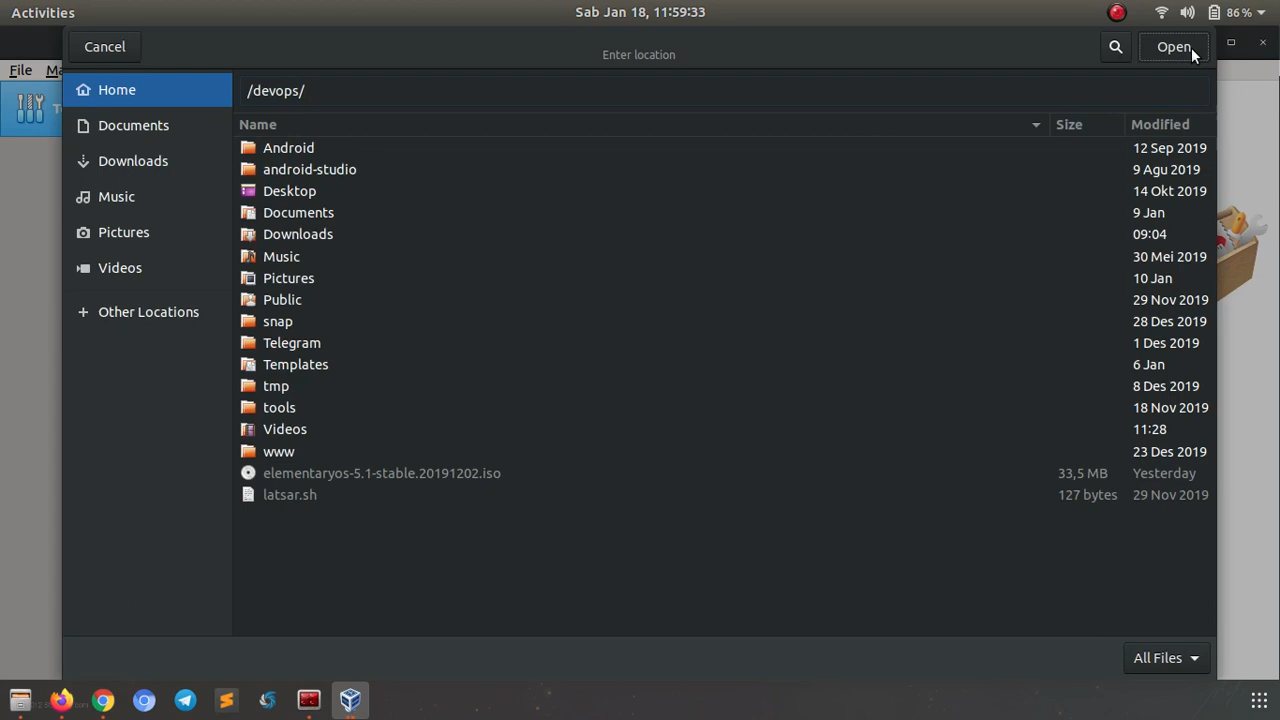 Activities
Sab Jan 18, 11:59:33
86 %
Cancel
Enter location
Open
File
Ma
/devops/
Home
Documents
Downloads
Music
Pictures
Videos
Other Locations
Name Size Modified
Android 12 Sep 2019
android-studio 9 Agu 2019
Desktop 14 Okt 2019
Documents 9 Jan
Downloads 09:04
Music 30 Mei 2019
Pictures 10 Jan
Public 29 Nov 2019
snap 28 Des 2019
Telegram 1 Des 2019
Templates 6 Jan
tmp 8 Des 2019
tools 18 Nov 2019
Videos 11:28
www 23 Des 2019
elementaryos-5.1-stable.20191202.iso 33,5 MB Yesterday
latsar.sh 127 bytes 29 Nov 2019
All Files